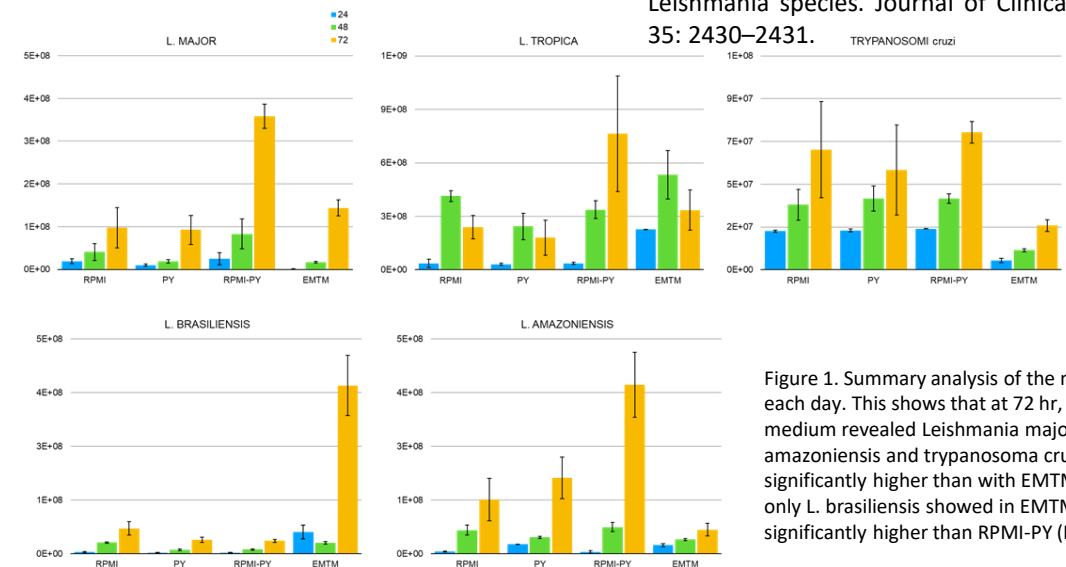 Leishmania species. Journal of Clinical
35: 2430–2431.
24
48
72
L. MAJOR
5E+08
4E+08
3E+08
2E+08
1E+08
0E+00
RPMI PY RPMI-PY EMTM
L. TROPICA
1E+09
9E+08
6E+08
3E+08
0E+00
RPMI PY RPMI-PY EMTM
TRYPANOSOMI cruzi
1E+08
9E+07
7E+07
5E+07
2E+07
0E+00
RPMI PY RPMI-PY EMTM
L. BRASILIENSIS
5E+08
4E+08
3E+08
1E+08
0E+00
RPMI PY RPMI-PY EMTM
L. AMAZONIENSIS
5E+08
4E+08
3E+08
1E+08
0E+00
RPMI PY RPMI-PY EMTM
Figure 1. Summary analysis of the
each day. This shows that at 72 hr,
medium revealed Leishmania majo
amazoniensis and trypanosoma cru
significantly higher than with EMTM
only L. brasiliensis showed in EMTM
significantly higher than RPMI-PY (